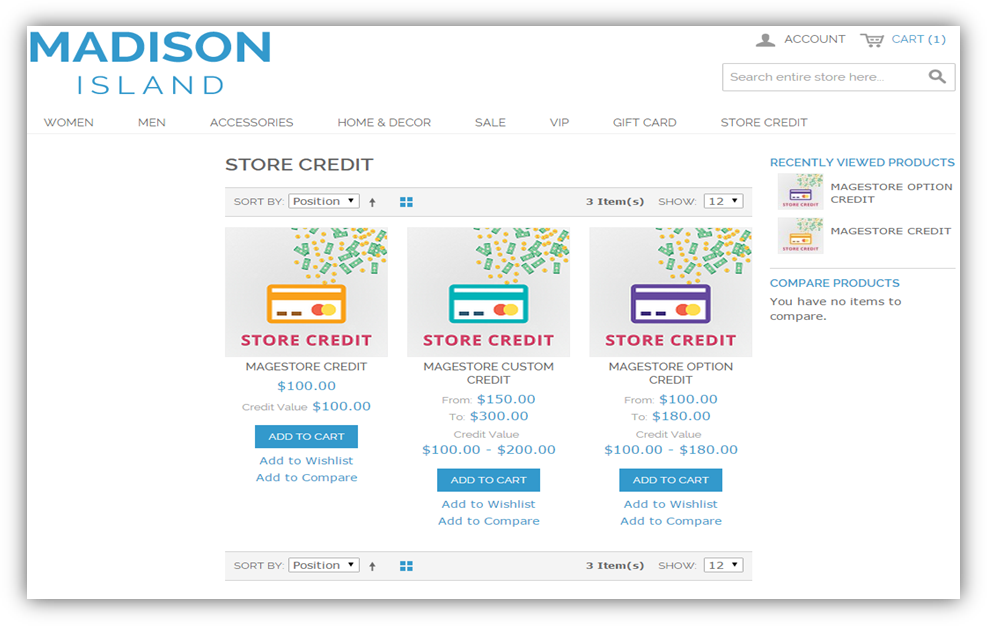 MADISON
ISLAND
ACCOUNT CART (1)
Search entire store here...
WOMEN MEN ACCESSORIES HOME & DECOR SALE VIP GIFT CARD STORE CREDIT
STORE CREDIT
SORT BY: Position 3 Item(s) SHOW: 12
STORE CREDIT
MAGESTORE CREDIT
$100.00
Credit Value $100.00
ADD TO CART
Add to Wishlist
Add to Compare
STORE CREDIT
MAGESTORE CUSTOM
CREDIT
From: $150.00
To: $300.00
Credit Value
$100.00 - $200.00
ADD TO CART
Add to Wishlist
Add to Compare
STORE CREDIT
MAGESTORE OPTION
CREDIT
From: $100.00
To: $180.00
Credit Value
$100.00 - $180.00
ADD TO CART
Add to Wishlist
Add to Compare
SORT BY: Position 3 Item(s) SHOW: 12
RECENTLY VIEWED PRODUCTS
STORE CREDIT
MAGESTORE OPTION
CREDIT
STORE CREDIT
MAGESTORE CREDIT
COMPARE PRODUCTS
You have no items to
compare.